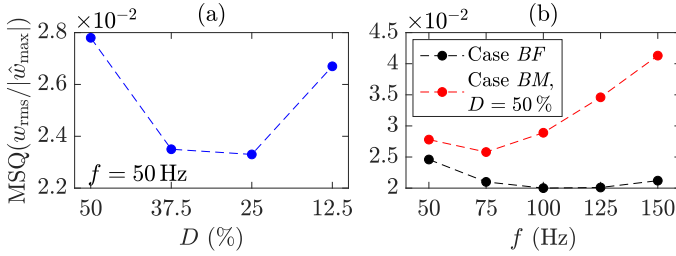 ×10⁻² (a)
2.8
2.6
2.4
2.2
f = 50 Hz
50 37.5 25 12.5
D (%)
MSQ(w_rms/|ŵ_max|)
×10⁻² (b)
4.5
4
3.5
3
2.5
2
Case BF
Case BM,
D = 50 %
50 75 100 125 150
f (Hz)